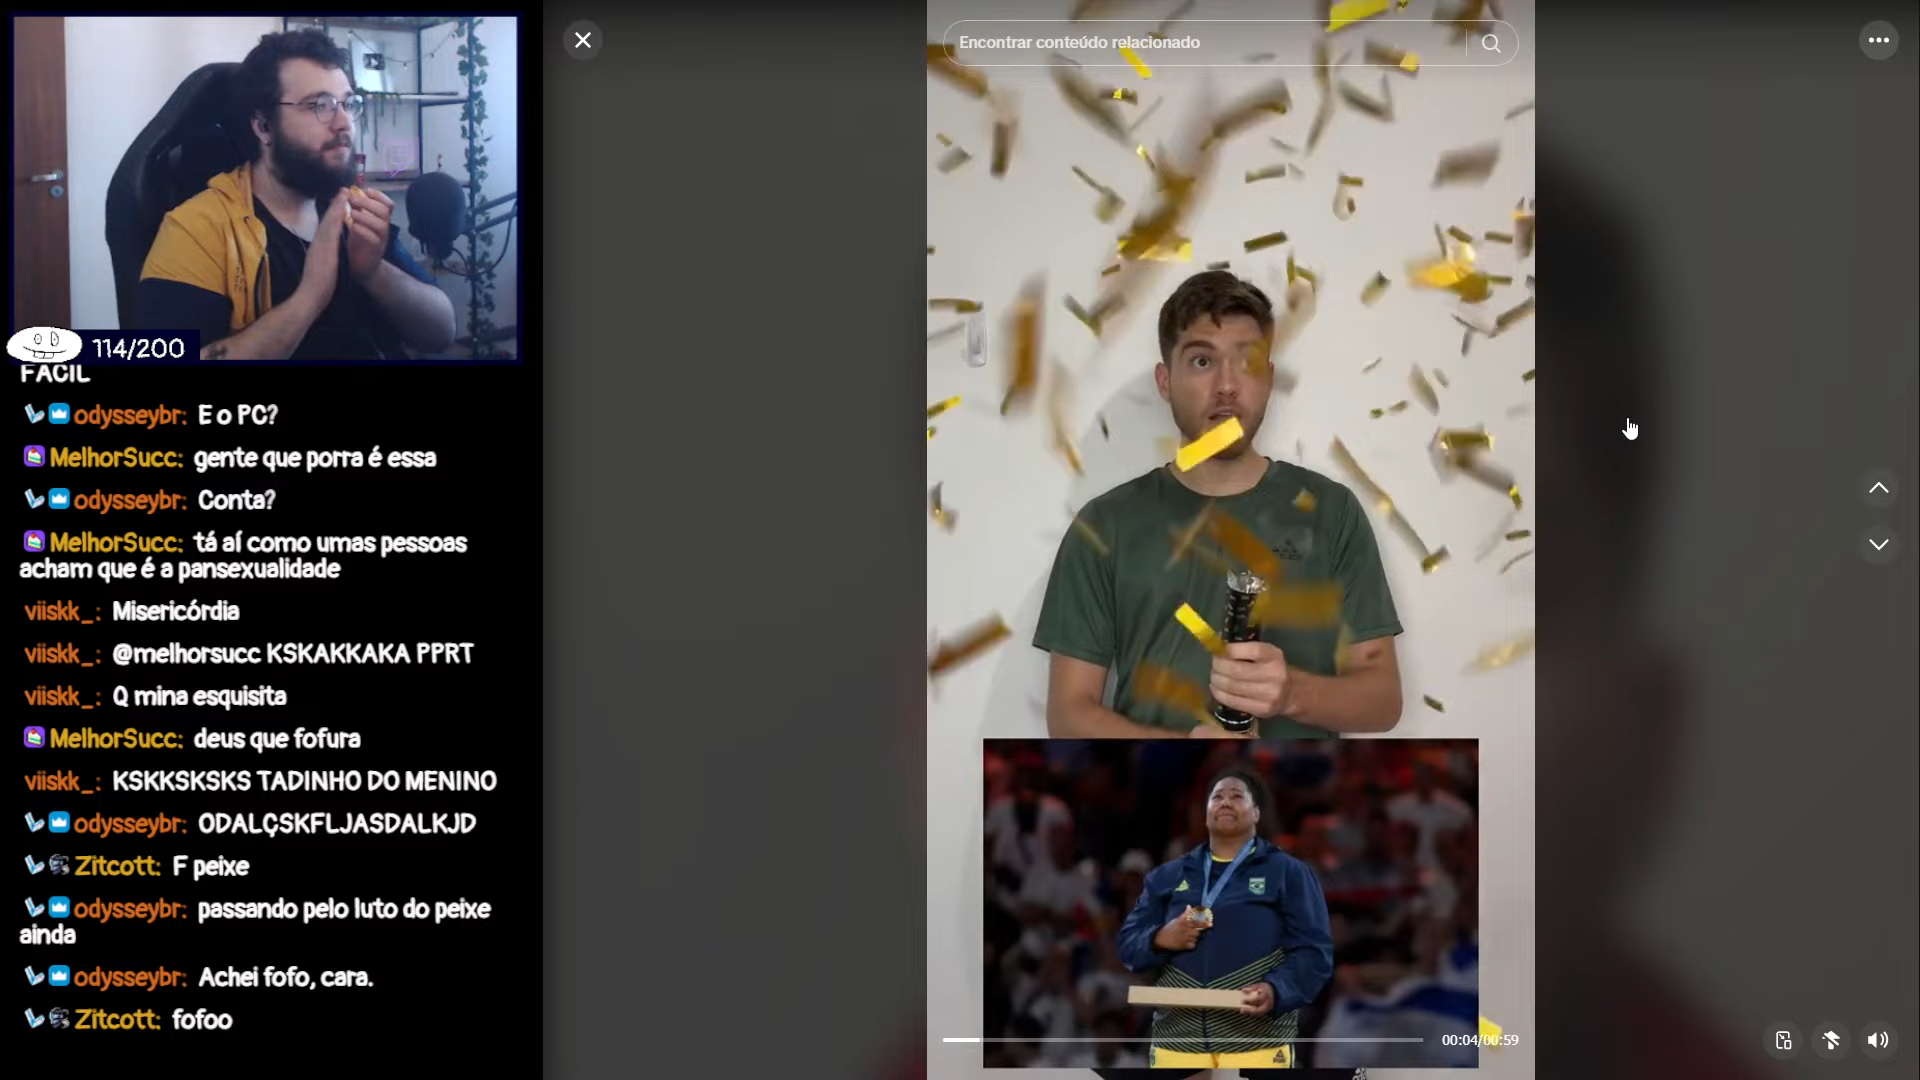 Encontrar conteúdo relacionado
114/200
FÁCIL
odysseybr: E o PC?
MelhorSucc: gente que porra é essa
odysseybr: Conta?
MelhorSucc: tá aí como umas pessoas
acham que é a pansexualidade
viiskk_: Misericórdia
viiskk_: @melhorsucc KSKAKKAKA PPRT
viiskk_: Q mina esquisita
MelhorSucc: deus que fofura
viiskk_: KSKKSKSKS TADINHO DO MENINO
odysseybr: ODALÇSKFLJASDALKJD
Zitcott: F peixe
odysseybr: passando pelo luto do peixe
ainda
odysseybr: Achei fofo, cara.
Zitcott: fofoo
00:04/00:59